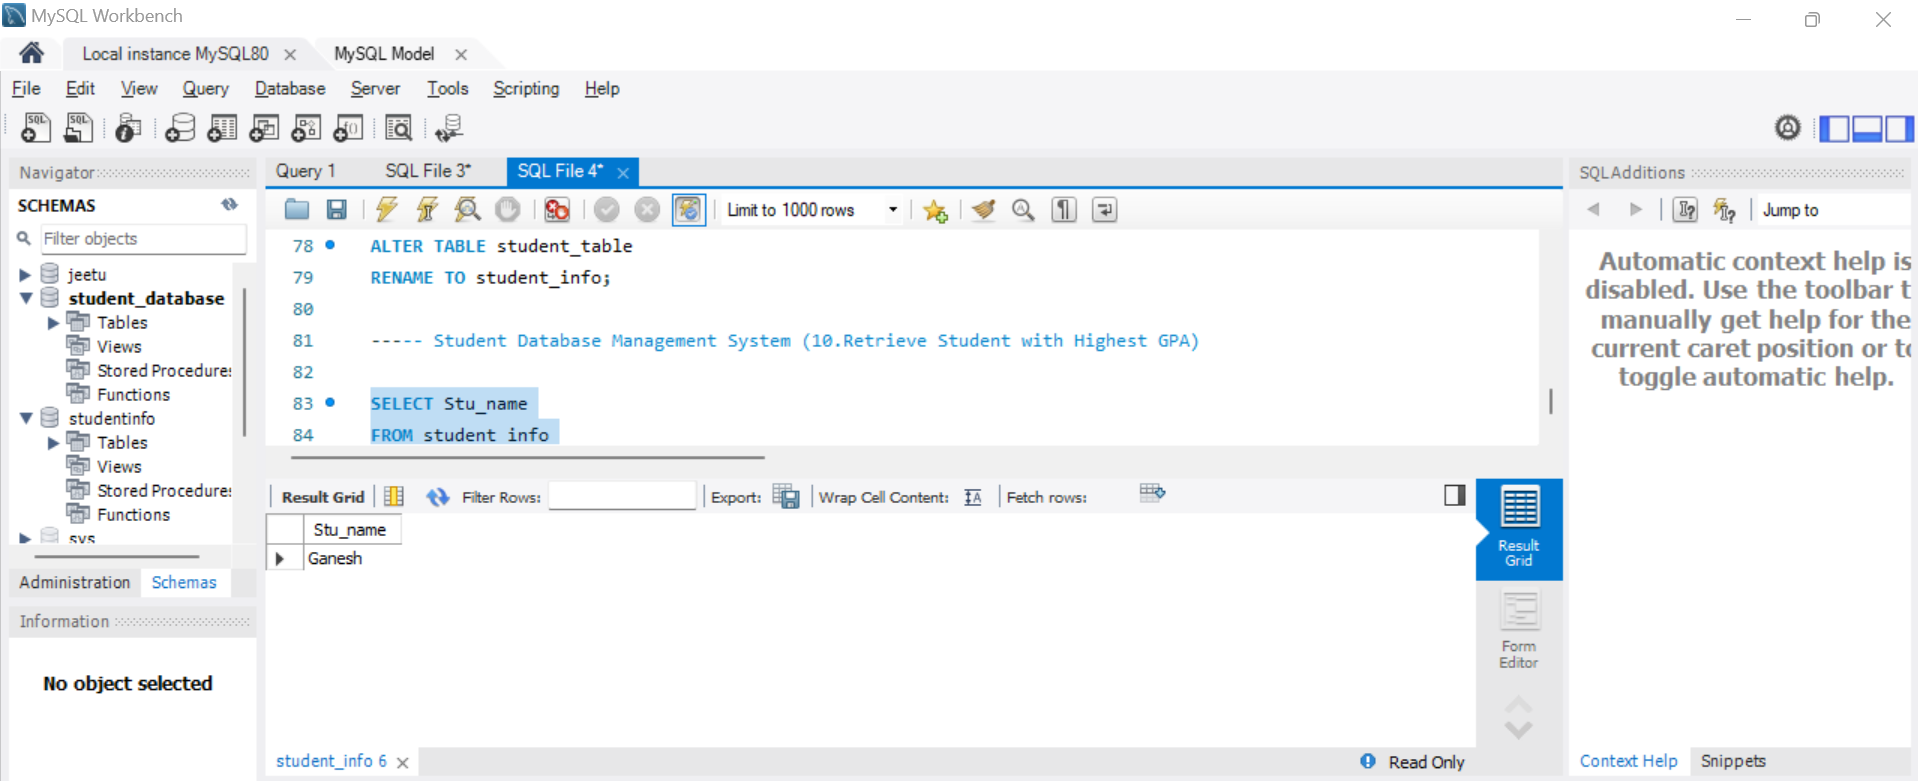 MySQL Workbench
Local instance MySQL80
MySQL Model
File Edit View Query Database Server Tools Scripting Help
Navigator
SCHEMAS
Filter objects
jeetu
student_database
Tables
Views
Stored Procedures
Functions
studentinfo
Tables
Views
Stored Procedures
Functions
sys
Administration Schemas
Information
No object selected
Query 1 SQL File 3* SQL File 4*
Limit to 1000 rows
78 ALTER TABLE student_table
79 RENAME TO student_info;
80
81 ----- Student Database Management System (10.Retrieve Student with Highest GPA)
82
83 SELECT Stu_name
84 FROM student_info
Result Grid Filter Rows: Export: Wrap Cell Content: Fetch rows:
Stu_name
Ganesh
Result
Grid
Form
Editor
student_info 6
Read Only
SQLAdditions
Jump to
Automatic context help is
disabled. Use the toolbar t
manually get help for the
current caret position or to
toggle automatic help.
Context Help Snippets